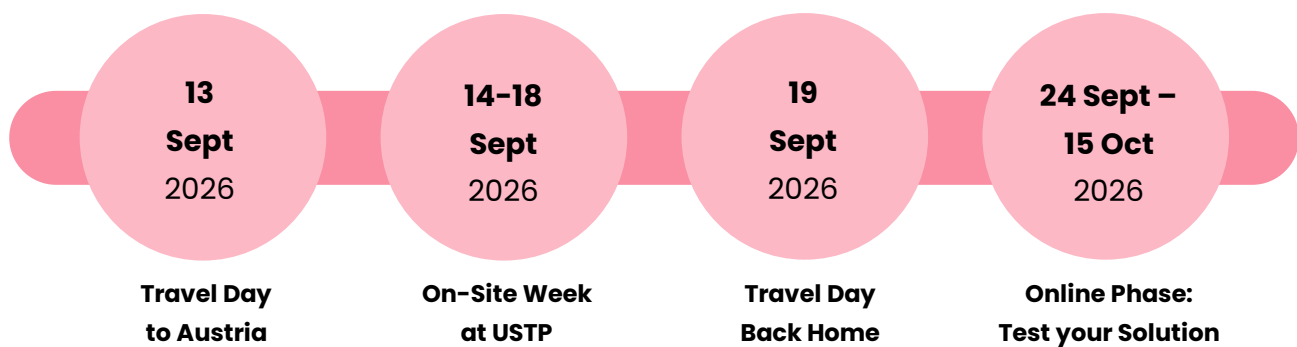 13
Sept
2026
Travel Day
to Austria
14-18
Sept
2026
On-Site Week
at USTP
19
Sept
2026
Travel Day
Back Home
24 Sept –
15 Oct
2026
Online Phase:
Test your Solution